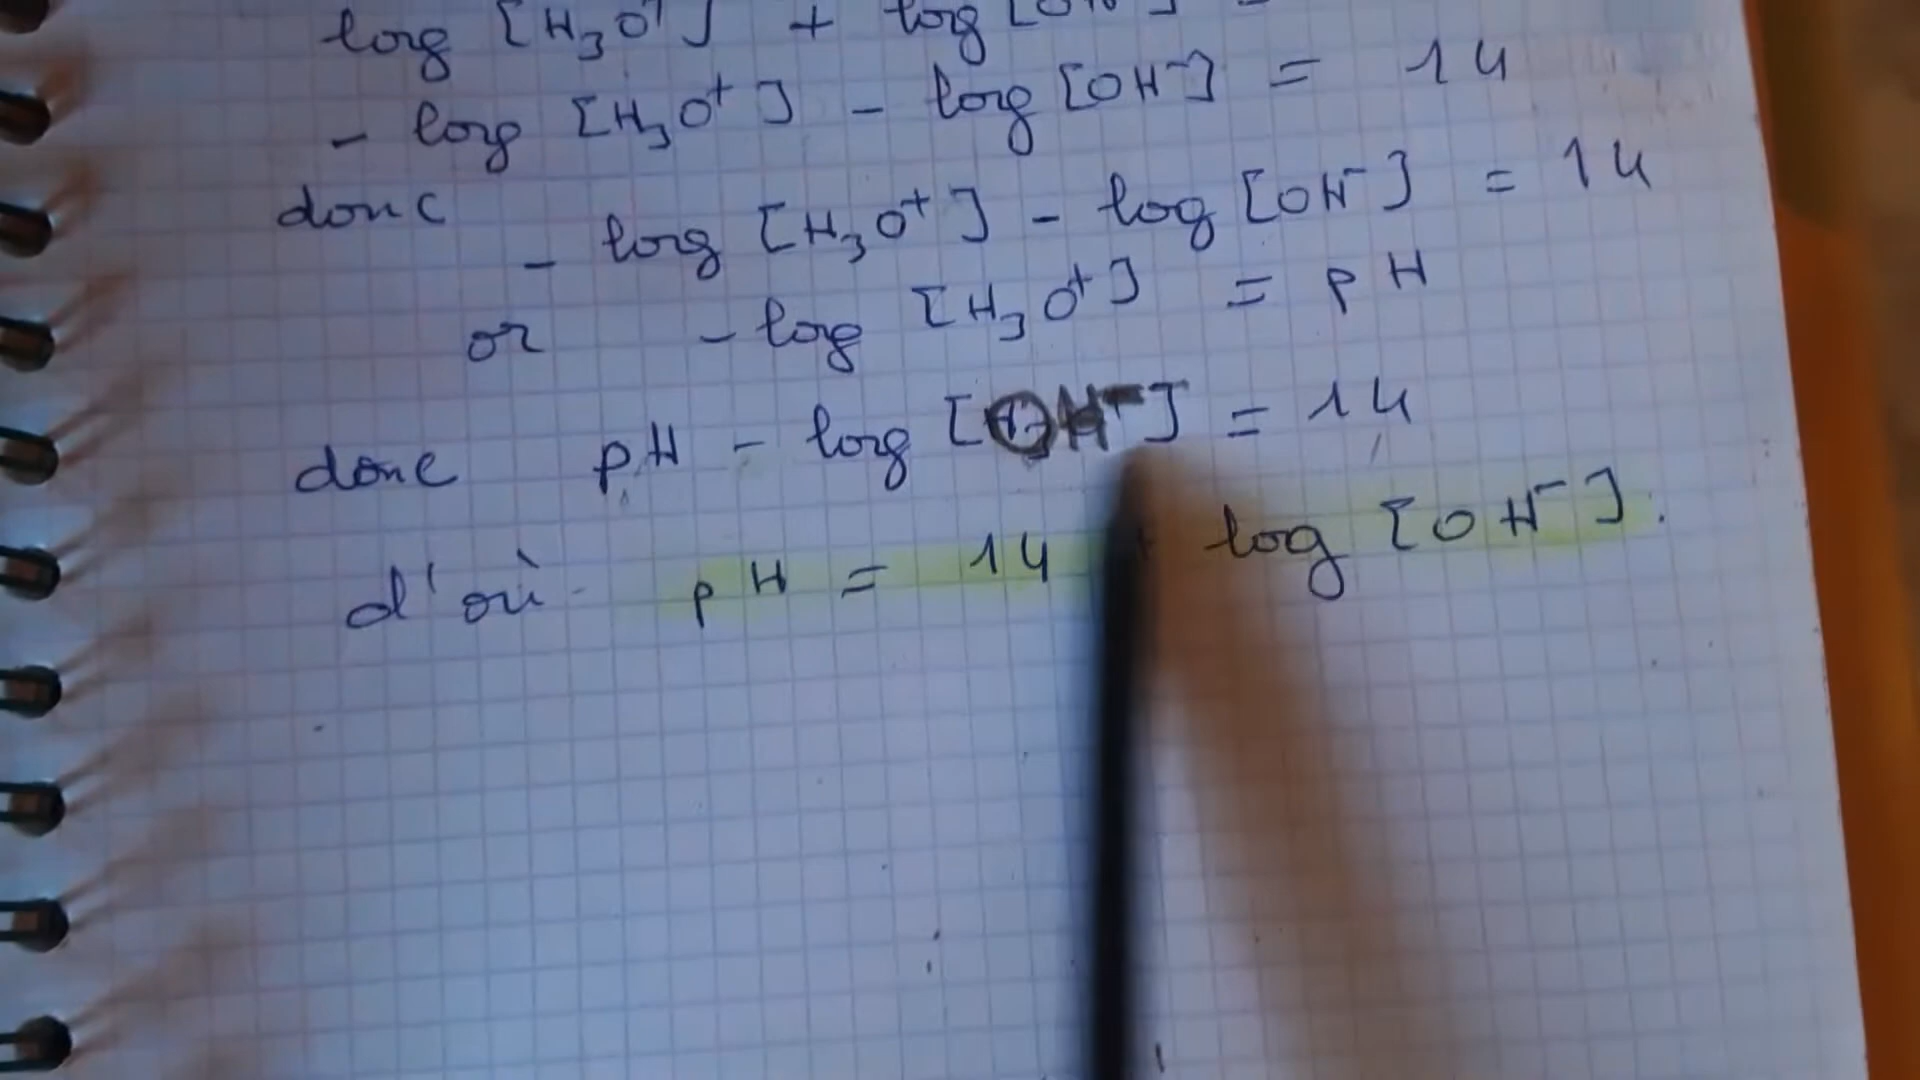 log [H₃O⁺] + log [OH⁻]
- log [H₃O⁺] - log [OH⁻] = 14
donc - log [H₃O⁺] - log [OH⁻] = 14
or - log [H₃O⁺] = pH
donc pH - log [OH⁻] = 14
d'où pH = 14 + log [OH⁻].